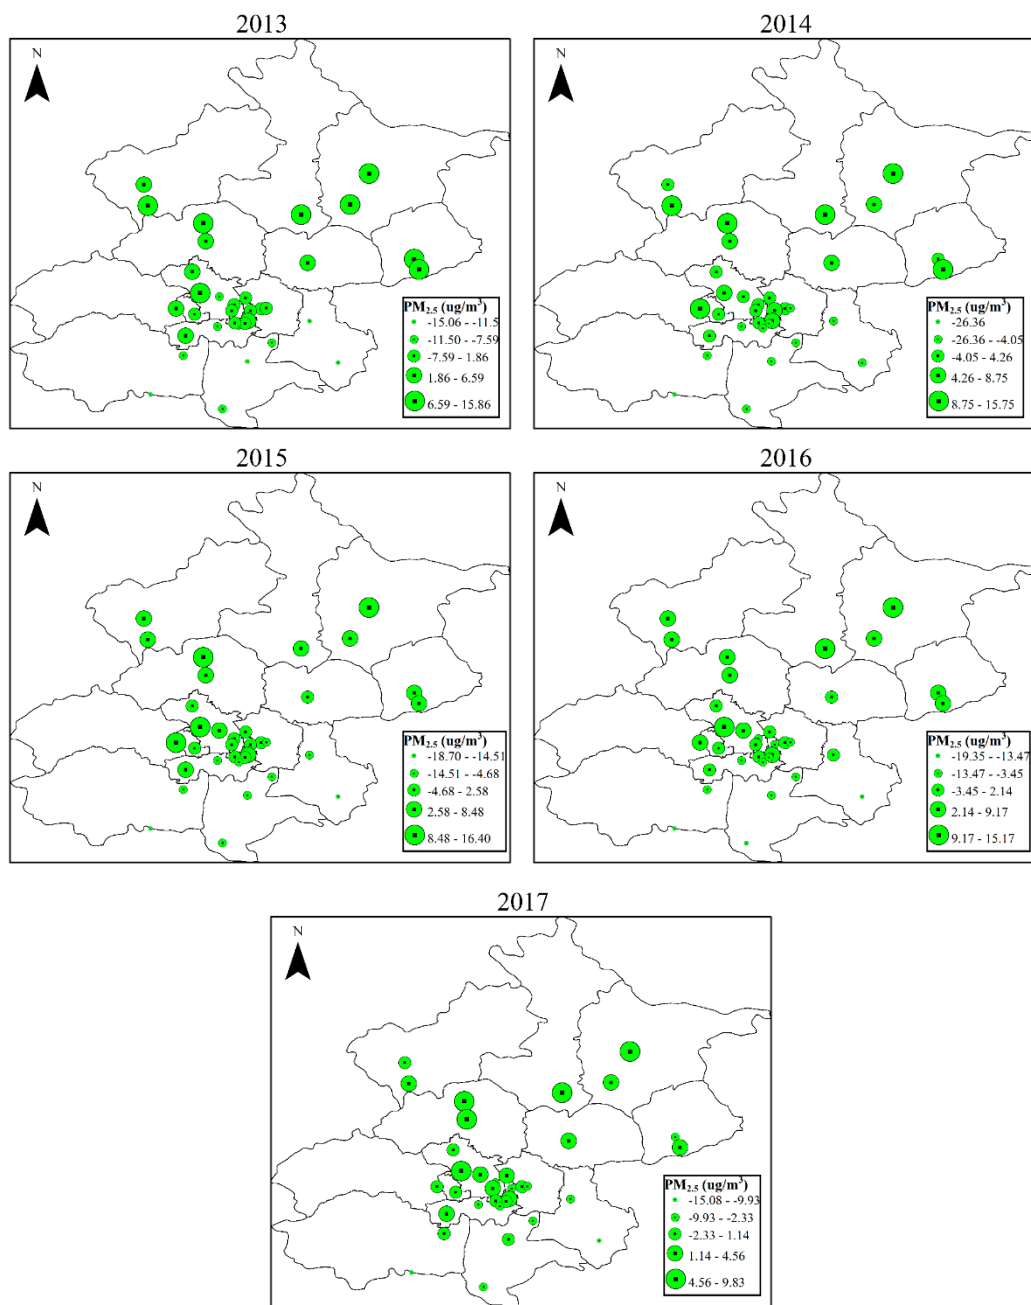 2013
N
PM2.5 (ug/m3)
-15.06 - -11.5
-11.50 - -7.59
-7.59 - 1.86
1.86 - 6.59
6.59 - 15.86
2014
N
PM2.5 (ug/m3)
-26.36
-26.36 - -4.05
-4.05 - 4.26
4.26 - 8.75
8.75 - 15.75
2015
N
PM2.5 (ug/m3)
-18.70 - -14.51
-14.51 - -4.68
-4.68 - 2.58
2.58 - 8.48
8.48 - 16.40
2016
N
PM2.5 (ug/m3)
-19.35 - -13.47
-13.47 - -3.45
-3.45 - 2.14
2.14 - 9.17
9.17 - 15.17
2017
N
PM2.5 (ug/m3)
-15.08 - -9.93
-9.93 - -2.33
-2.33 - 1.14
1.14 - 4.56
4.56 - 9.83